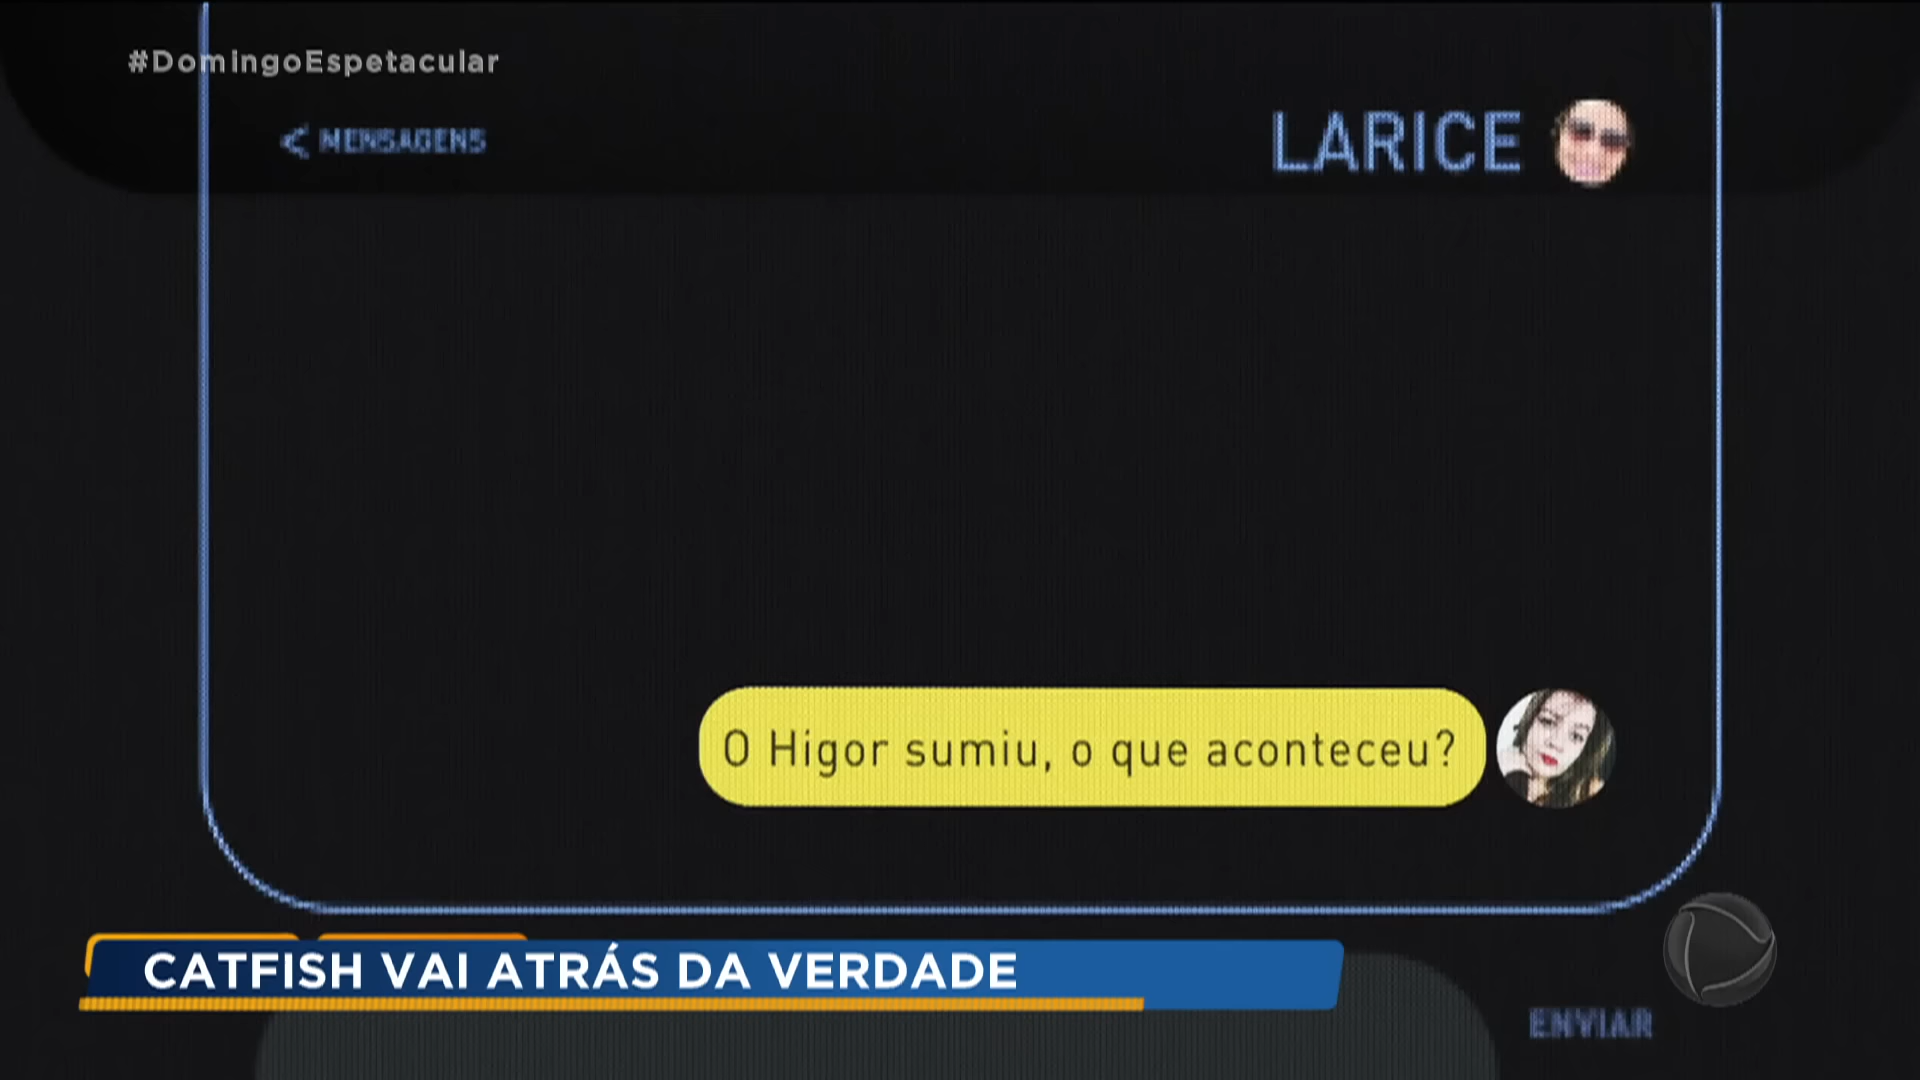 #DomingoEspetacular
< MENSAGENS
LARICE
O Higor sumiu, o que aconteceu?
CATFISH VAI ATRÁS DA VERDADE
ENVIAR